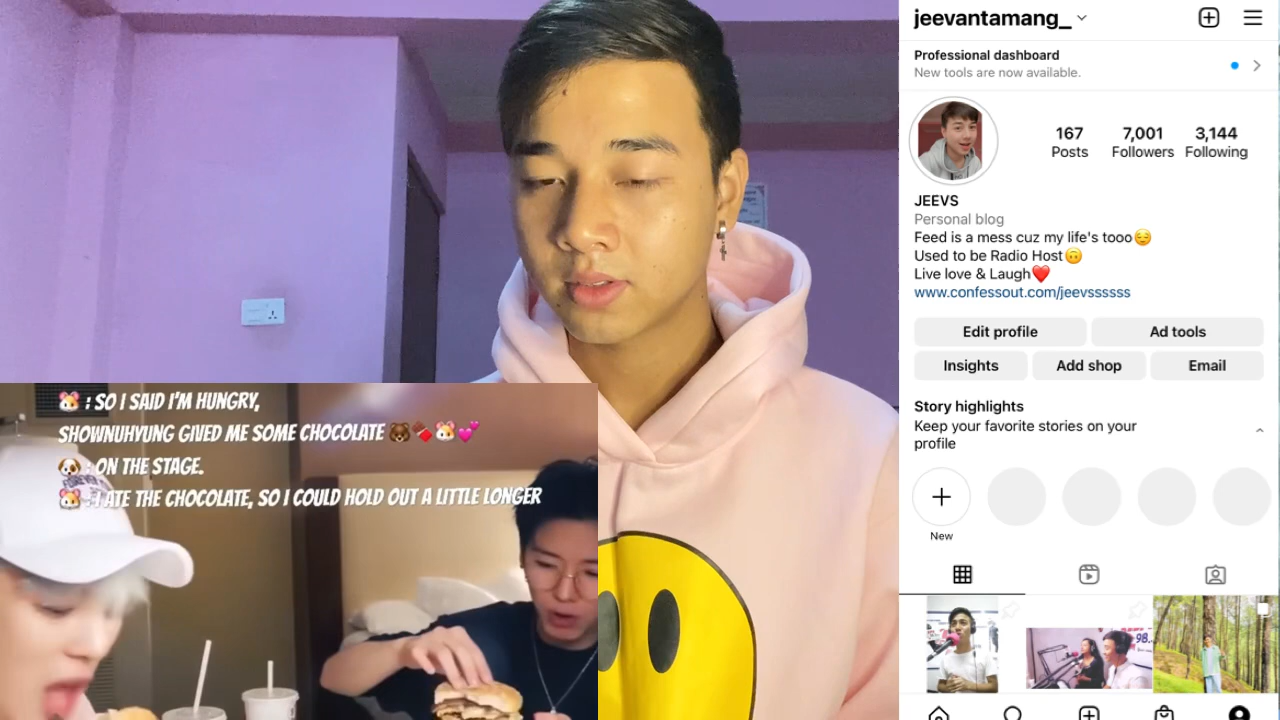 jeevantamang_
Professional dashboard
New tools are now available.
167
7,001
3,144
Posts
Followers
Following
JEEVS
Personal blog
Feed is a mess cuz my life's tooo😔
Used to be Radio Host🙃
Live love & Laugh❤️
www.confessout.com/jeevssssss
Edit profile
Ad tools
Insights
Add shop
Email
Story highlights
Keep your favorite stories on your
profile
New
98.
🐹 : SO I SAID I'M HUNGRY,
SHOWNUHYUNG GIVED ME SOME CHOCOLATE 🐻🍫🐹💕
🐶 : ON THE STAGE.
🐹 : I ATE THE CHOCOLATE, SO I COULD HOLD OUT A LITTLE LONGER